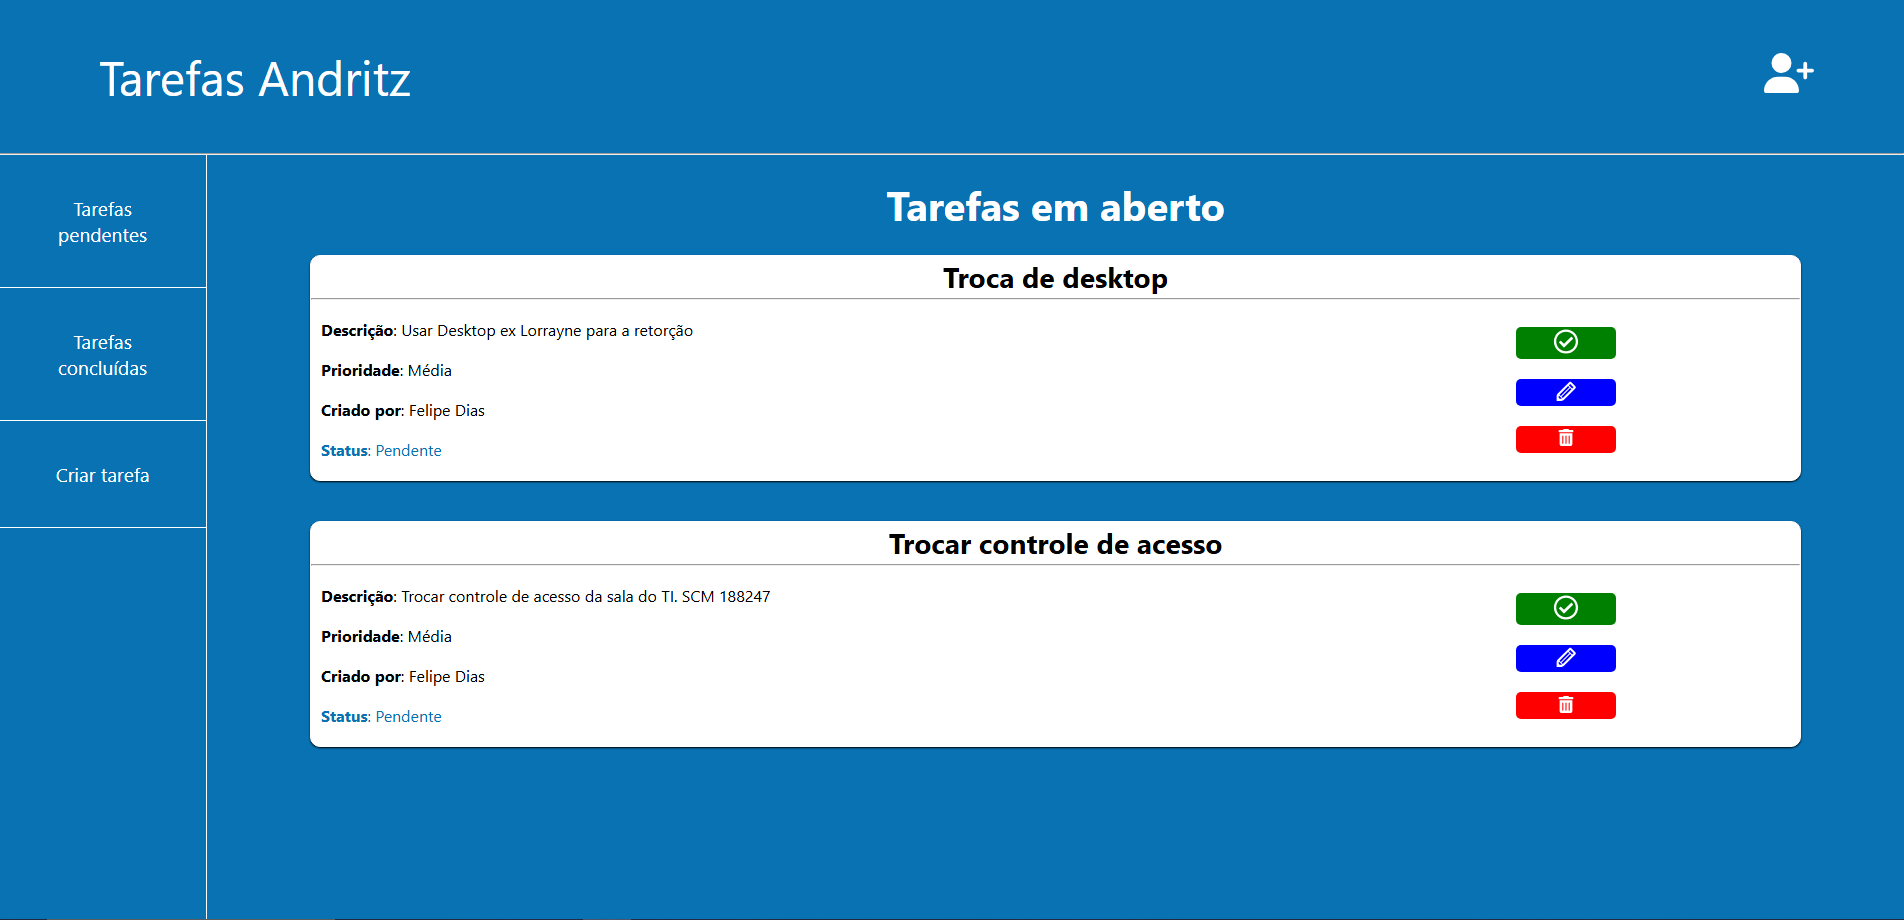 Tarefas Andritz
Tarefas
pendentes
Tarefas
concluídas
Criar tarefa
Tarefas em aberto
Troca de desktop
Descrição: Usar Desktop ex Lorrayne para a retorção
Prioridade: Média
Criado por: Felipe Dias
Status: Pendente
Trocar controle de acesso
Descrição: Trocar controle de acesso da sala do TI. SCM 188247
Prioridade: Média
Criado por: Felipe Dias
Status: Pendente